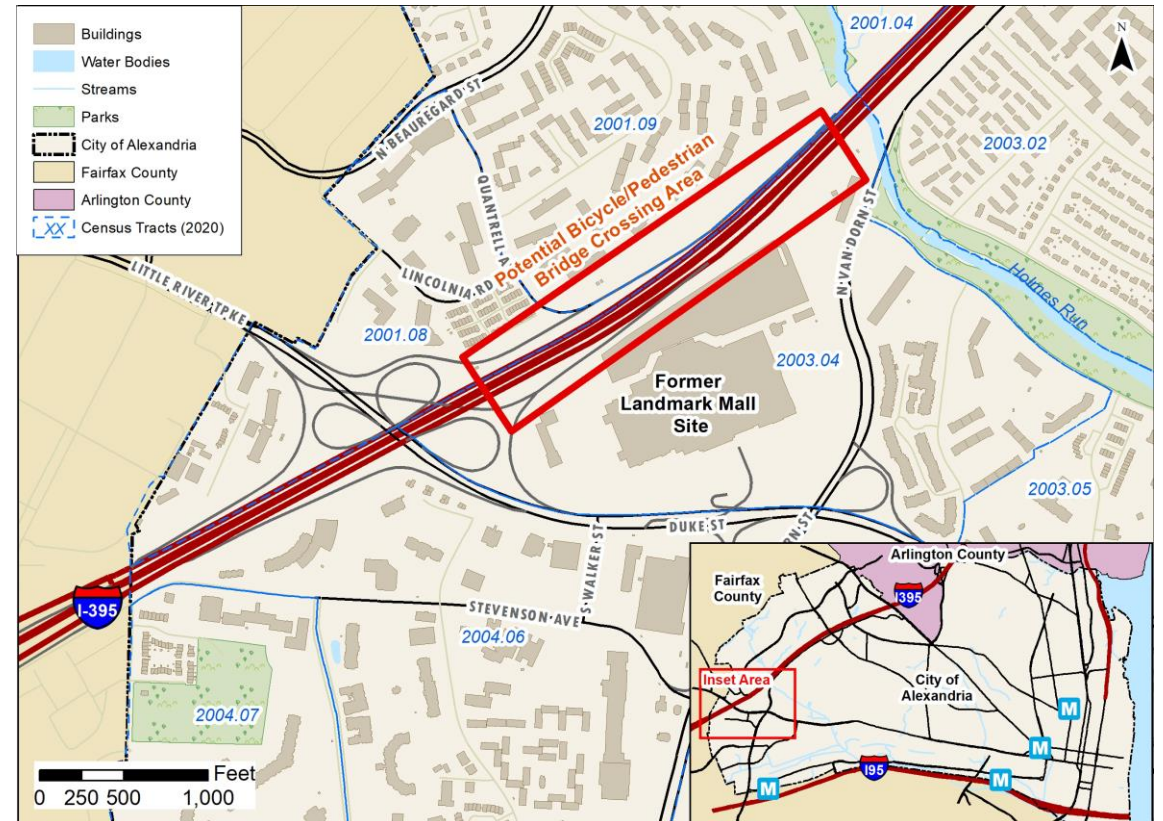 Buildings
Water Bodies
Streams
Parks
City of Alexandria
Fairfax County
Arlington County
XX Census Tracts (2020)
N
2001.04
N BEAUREGARD ST
2001.09
2003.02
QUANTRELL A
Potential Bicycle/Pedestrian
Bridge Crossing Area
N VAN DORN ST
LITTLE RIVER TPKE
LINCOLNIA RD
Holmes Run
2001.08
2003.04
Former
Landmark Mall
Site
2003.05
DUKE ST
RN ST
S WALKER ST
I-395
STEVENSON AVE
2004.06
2004.07
Feet
0 250 500 1,000
Arlington County
Fairfax
County
I395
Inset Area
City of
Alexandria
M
M
M
M
I95